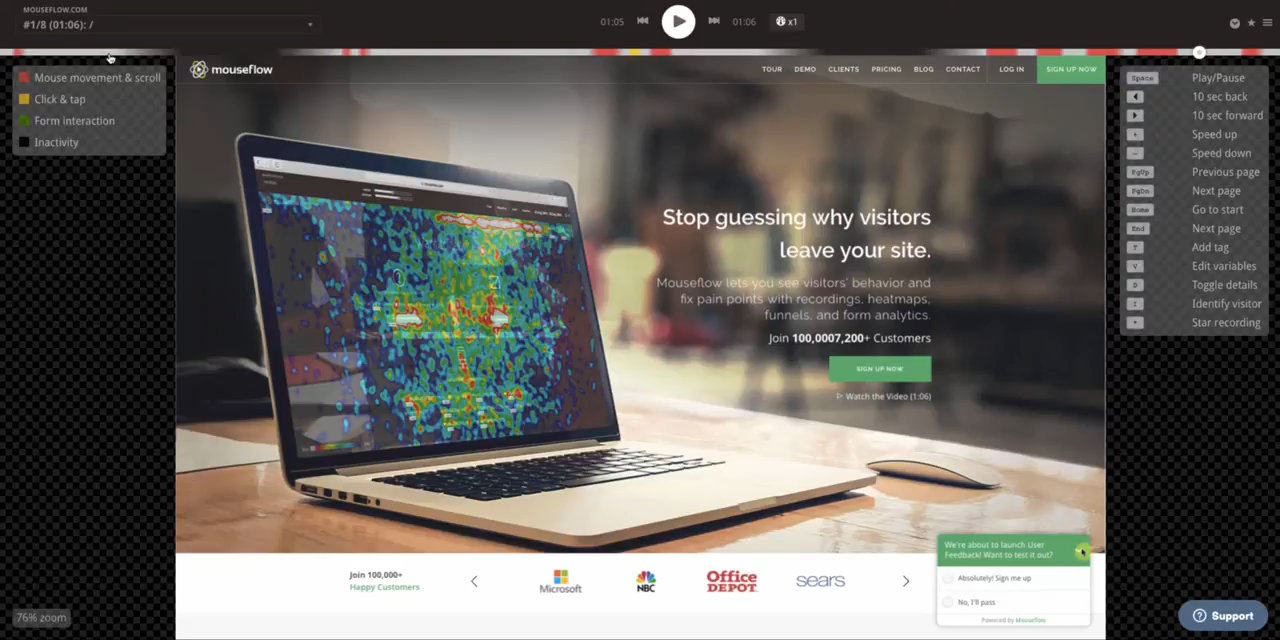 MOUSEFLOW.COM
#1/8 (01:06): /
01:05
01:06
x1
Mouse movement & scroll
Click & tap
Form interaction
Inactivity
mouseflow
TOUR DEMO CLIENTS PRICING BLOG CONTACT LOG IN SIGN UP NOW
Stop guessing why visitors
leave your site.
Mouseflow lets you see visitors' behavior and
fix pain points with recordings, heatmaps,
funnels, and form analytics.
Join 100,0007,200+ Customers
SIGN UP NOW
Watch the Video (1:06)
Space Play/Pause
10 sec back
10 sec forward
+ Speed up
- Speed down
PgUp Previous page
PgDn Next page
Home Go to start
End Next page
T Add tag
V Edit variables
D Toggle details
I Identify visitor
* Star recording
Join 100,000+
Happy Customers
Microsoft
NBC
Office
DEPOT
sears
We're about to launch User
Feedback! Want to test it out?
Absolutely! Sign me up
No, I'll pass
Powered by Mouseflow
76% zoom
Support